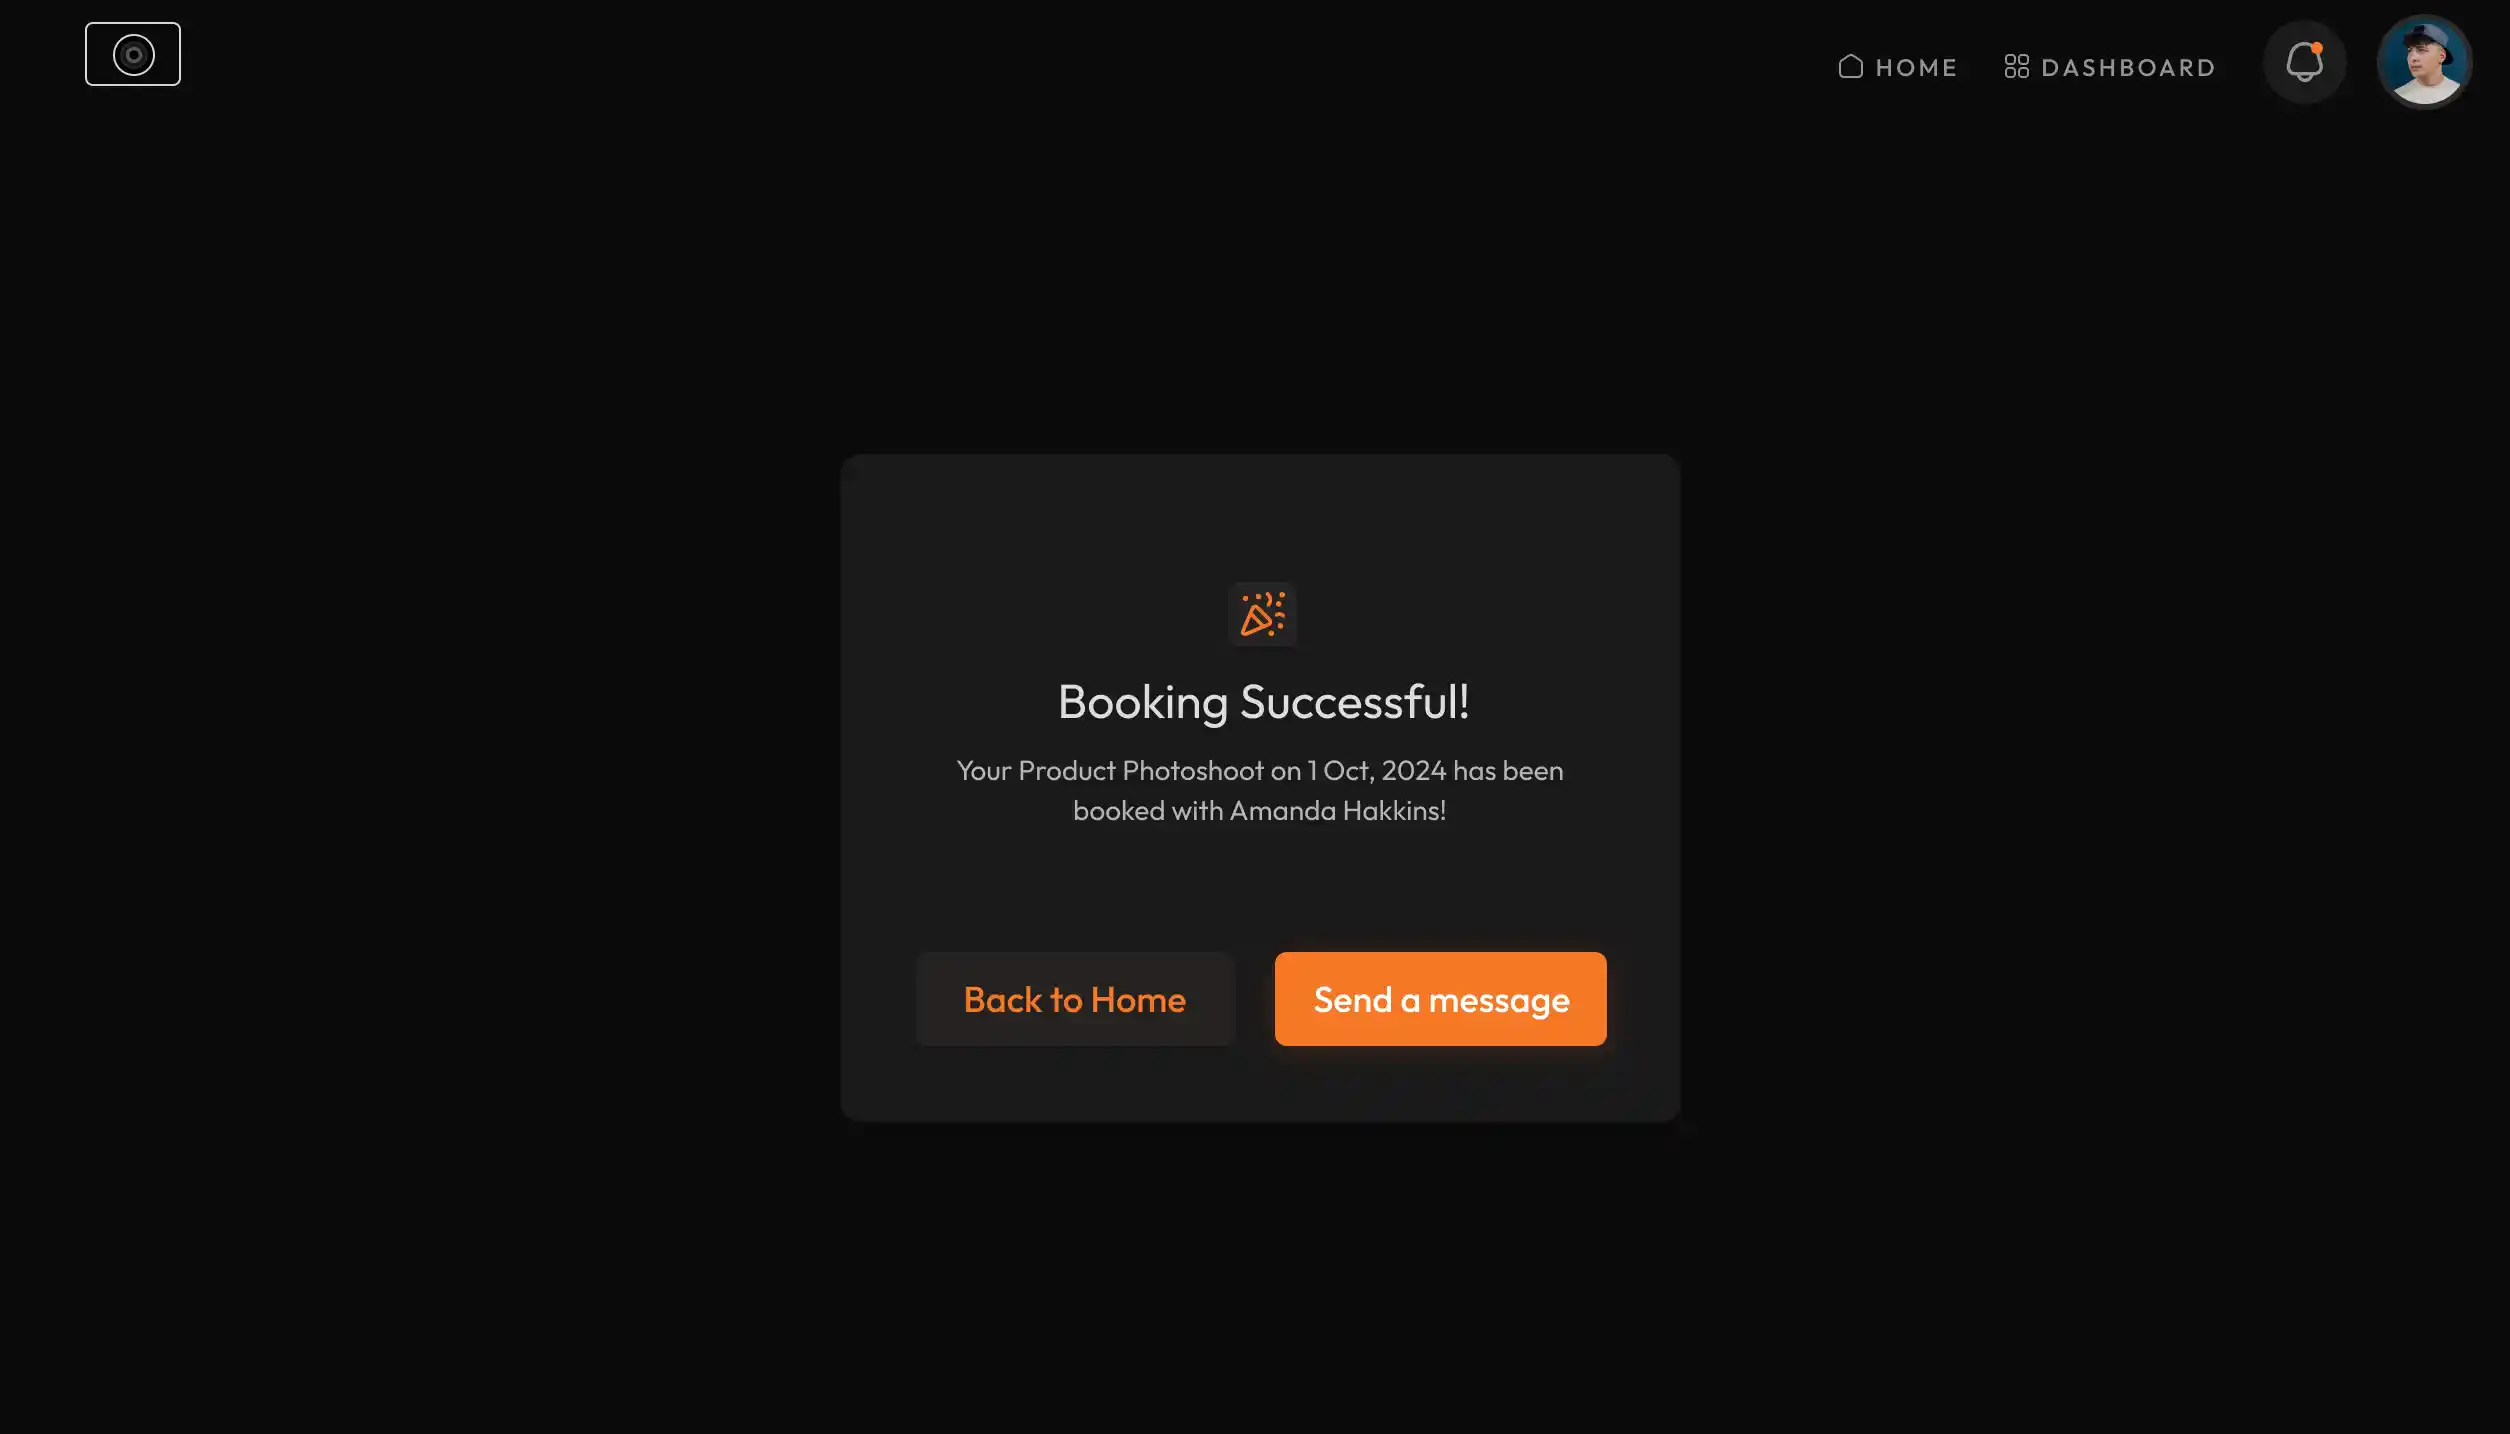 HOME
DASHBOARD
Booking Successful!
Your Product Photoshoot on 1 Oct, 2024 has been
booked with Amanda Hakkins!
Back to Home
Send a message